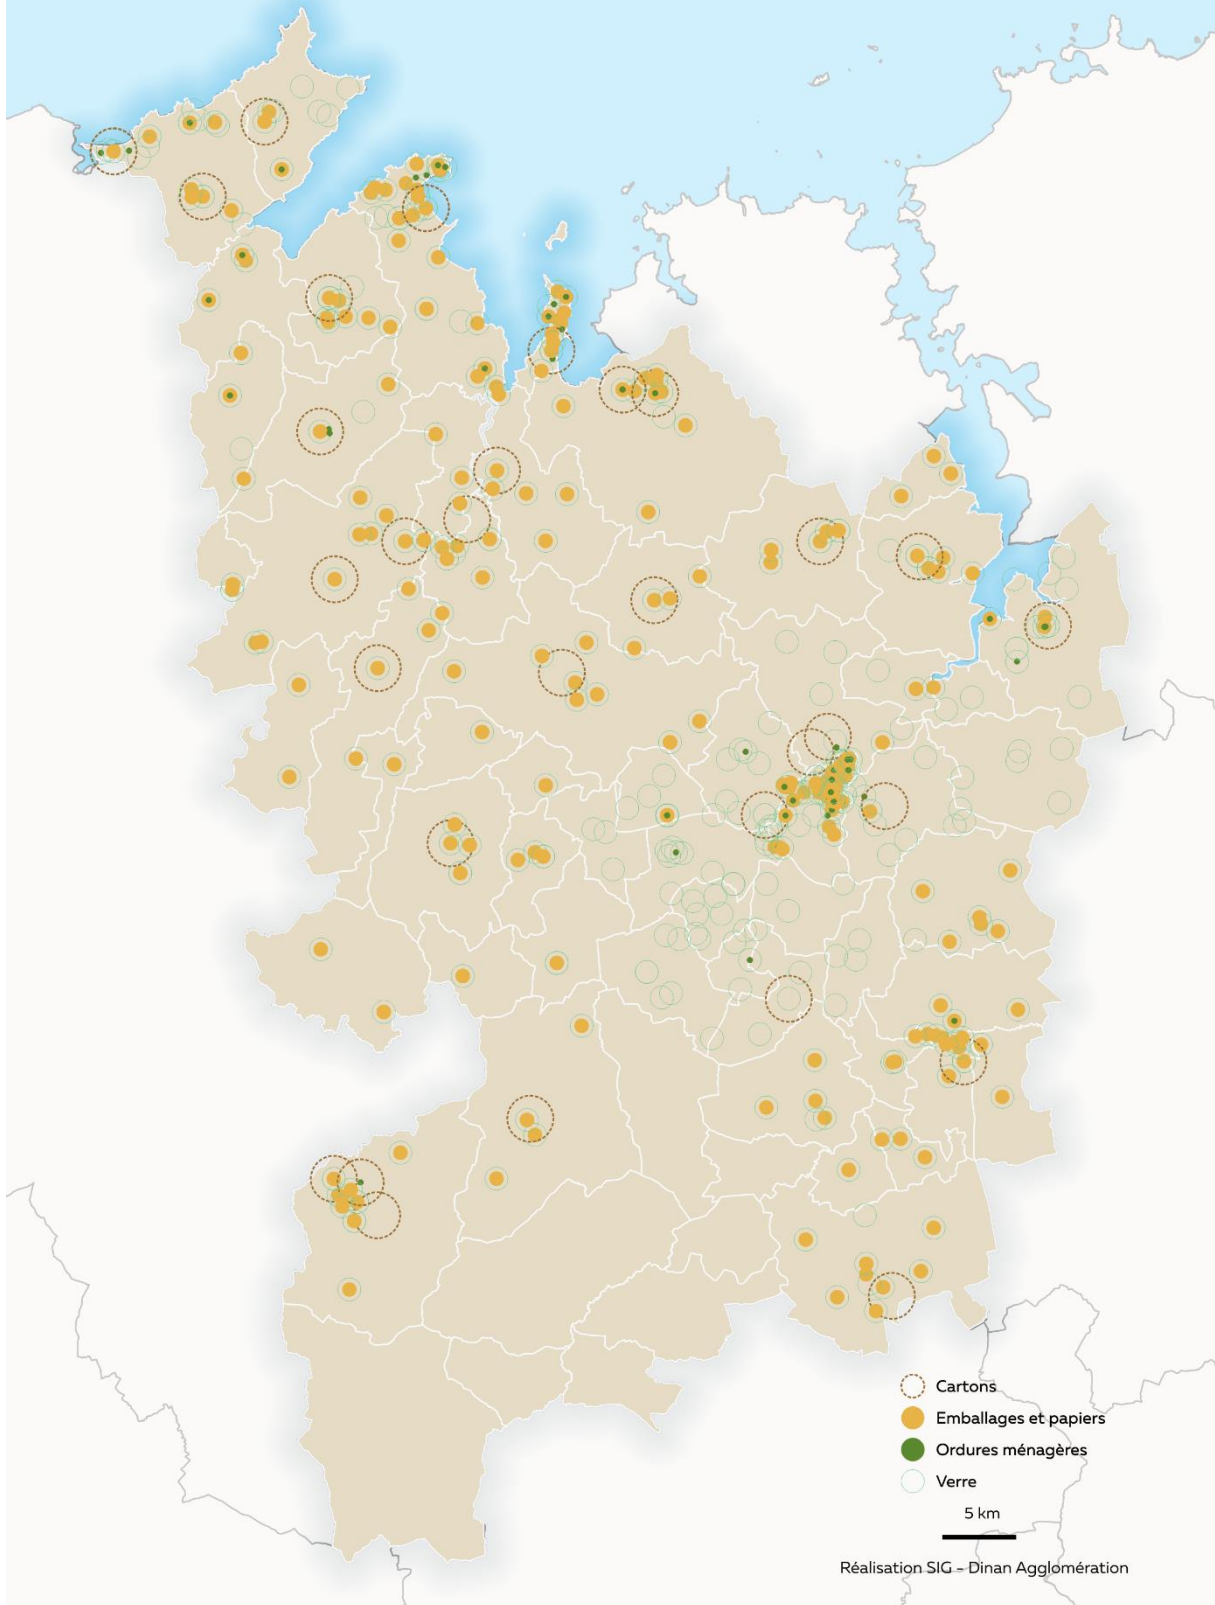 Cartons
Emballages et papiers
Ordures ménagères
Verre
5 km
Réalisation SIG – Dinan Agglomération